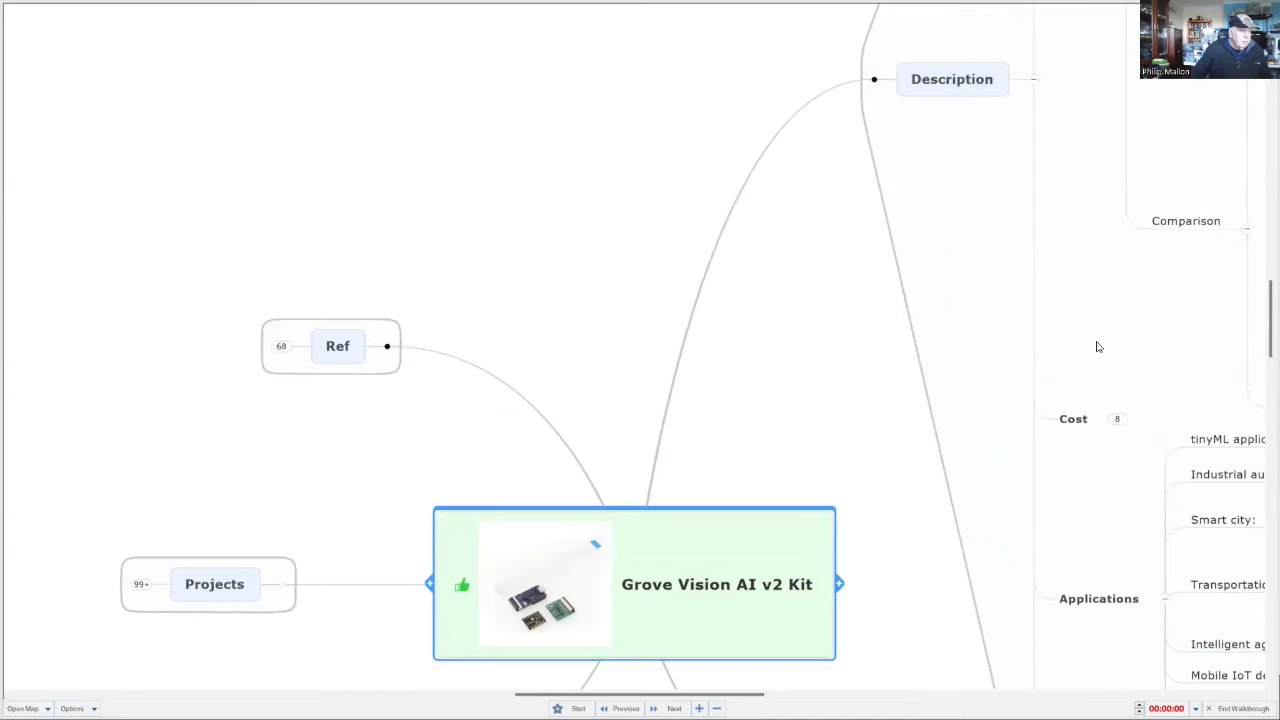 Philip Mallon
Description
Comparison
68
Ref
Cost
8
tinyML applic
Industrial au
Smart city:
99+
Projects
Grove Vision AI v2 Kit
Transportatio
Applications
Intelligent ag
Mobile IoT de
Open Map
Options
Start
Previous
Next
00:00:00
End Walkthrough